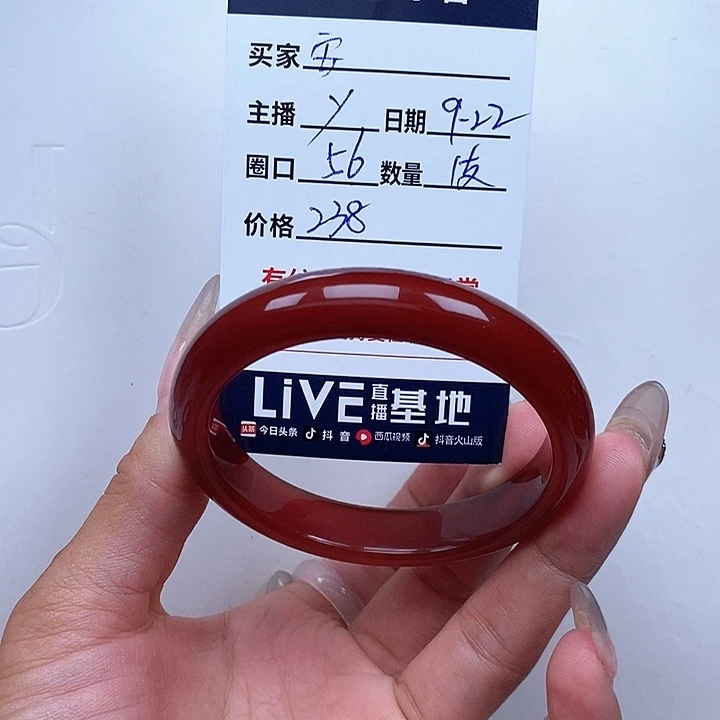 买家 安
主播 y 日期 9-22
圈口 56 数量 1
价格 238
LiVE 直播 基地
头条 今日头条 抖音 西瓜视频 抖音火山版